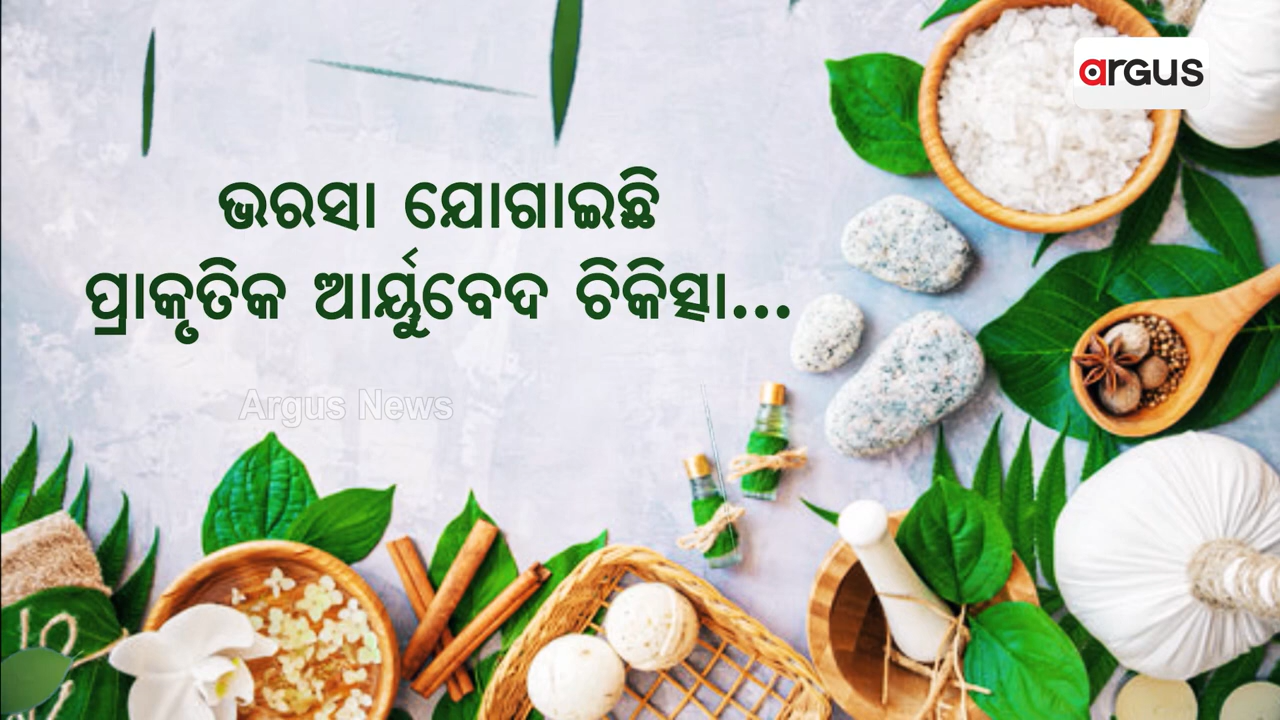 argus
ଭରସା ଯୋଗାଇଛି
ପ୍ରାକୃତିକ ଆର୍ୟୁବେଦ ଚିକିତ୍ସା...
Argus News